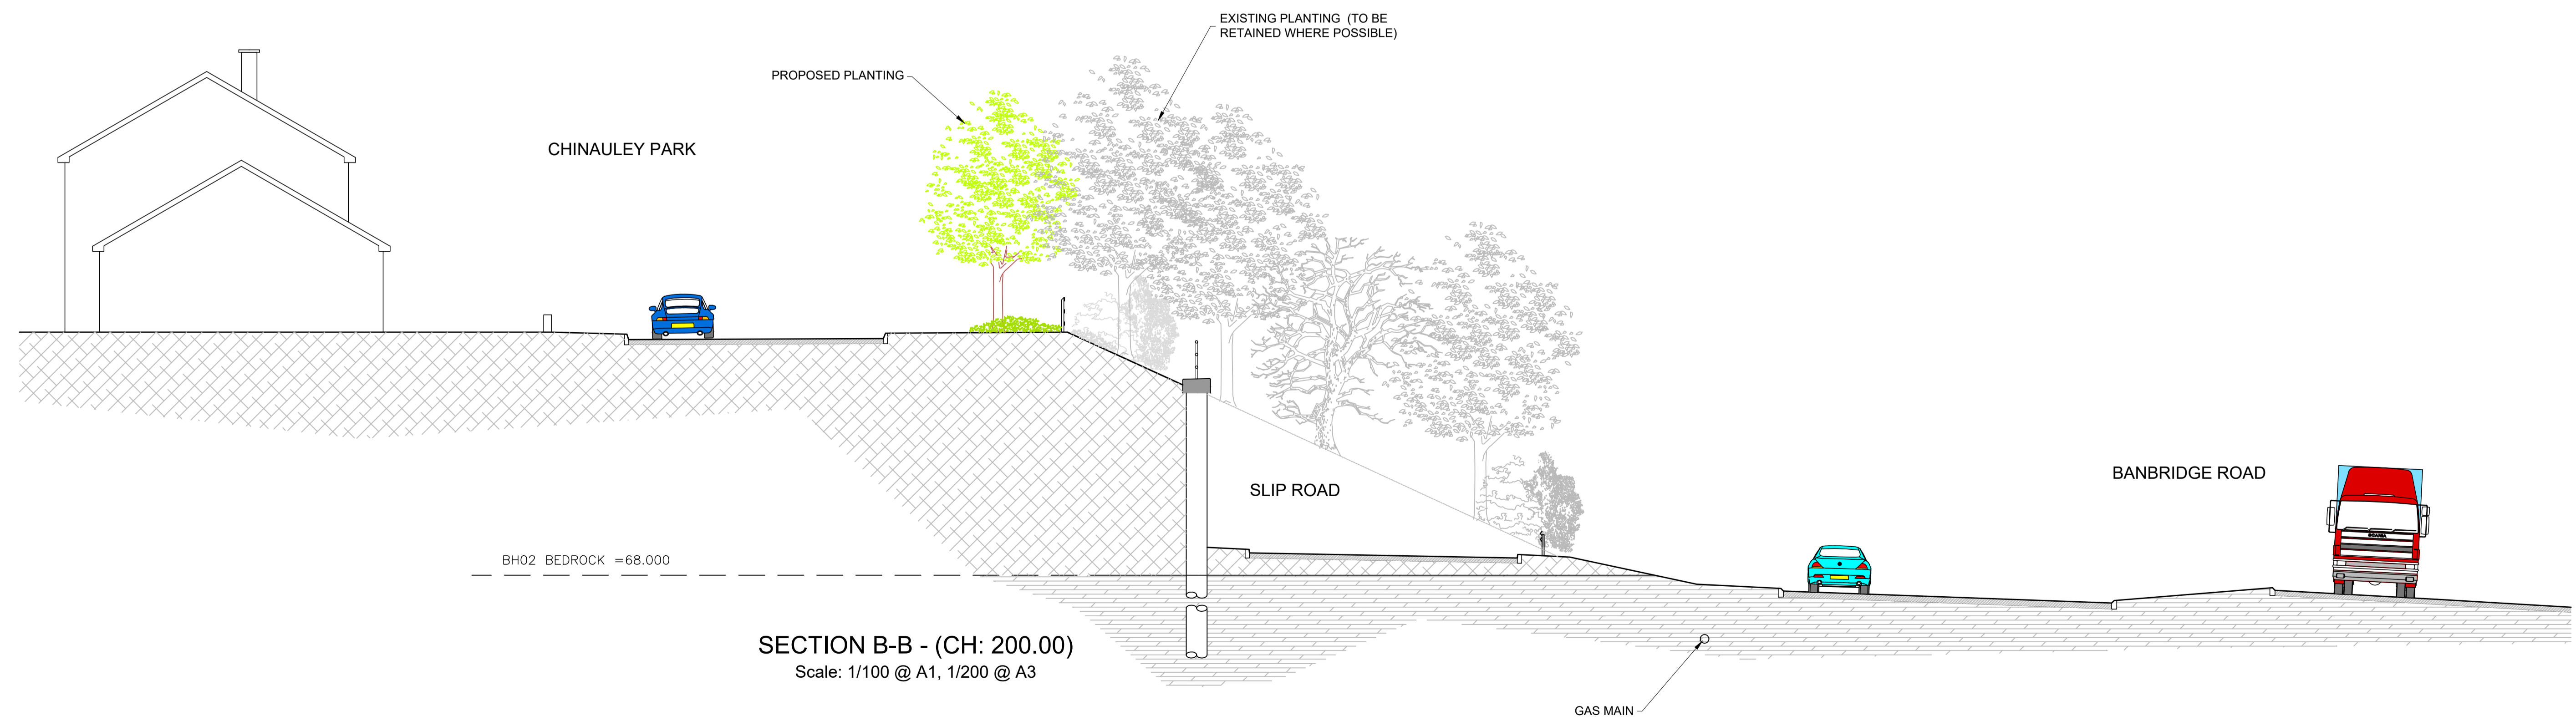 EXISTING PLANTING (TO BE
RETAINED WHERE POSSIBLE)
PROPOSED PLANTING
CHINAULEY PARK
SLIP ROAD
BANBRIDGE ROAD
SCANIA
BH02 BEDROCK =68.000
SECTION B-B - (CH: 200.00)
Scale: 1/100 @ A1, 1/200 @ A3
GAS MAIN